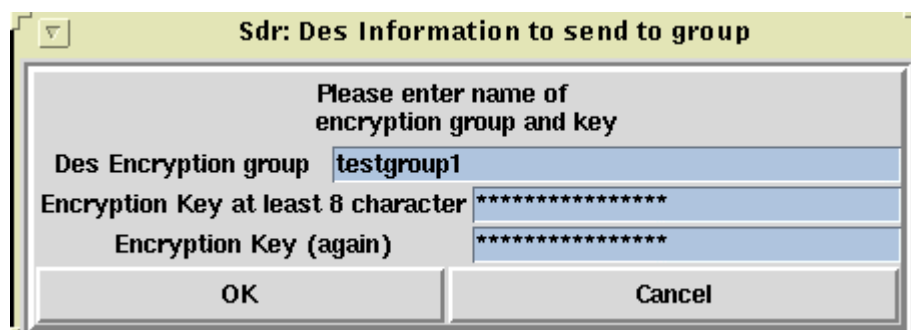 Sdr: Des Information to send to group
Please enter name of
encryption group and key
Des Encryption group testgroup1
Encryption Key at least 8 character ****************
Encryption Key (again) ****************
OK Cancel